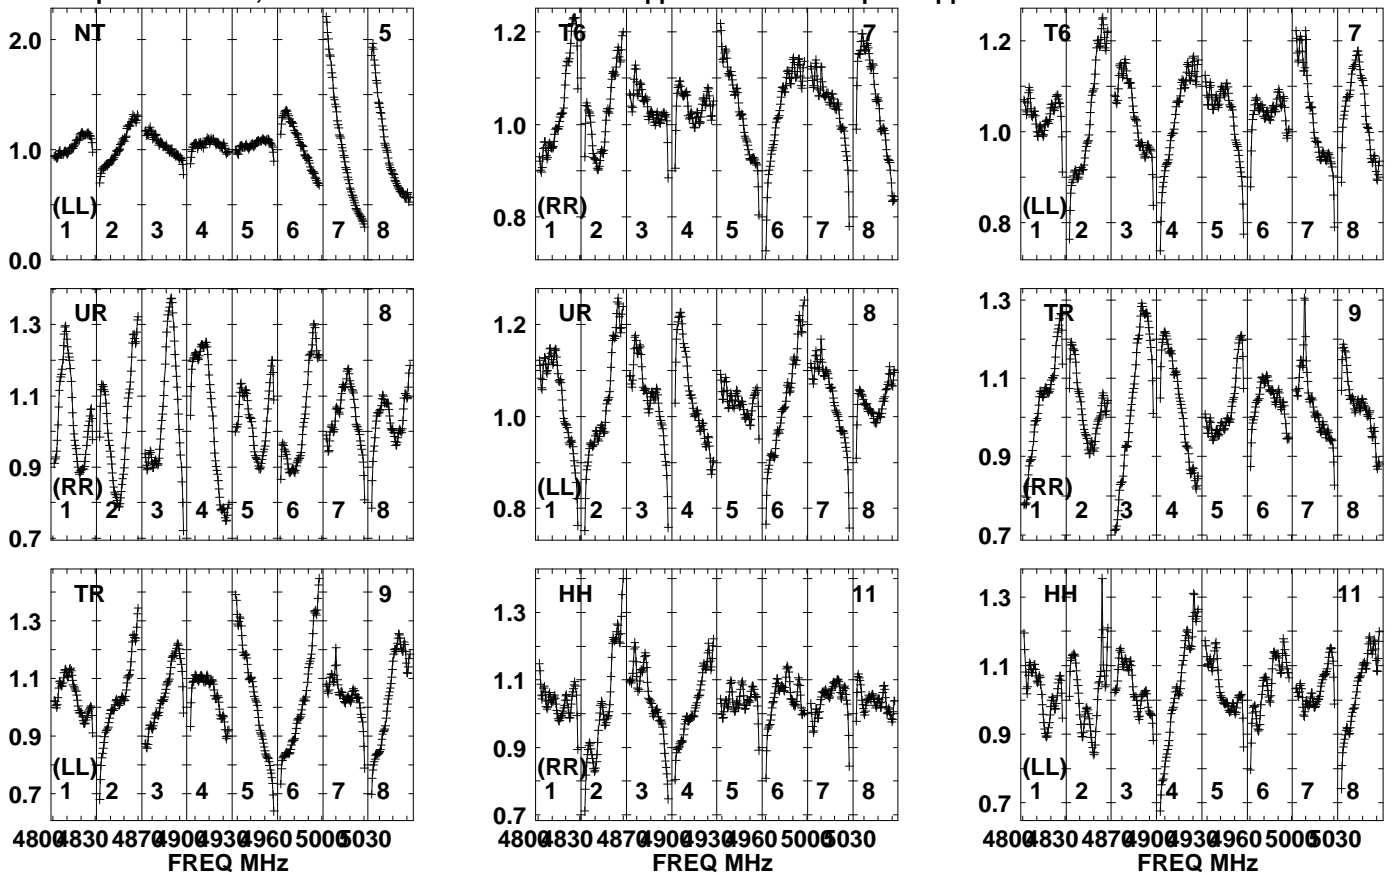 NT 5
2.0
1.0
0.0
(LL)
1 2 3 4 5 6 7 8
T6 7
1.2
1.0
0.8
(RR)
1 2 3 4 5 6 7 8
T6 7
1.2
1.0
0.8
(LL)
1 2 3 4 5 6 7 8
UR 8
1.3
1.1
0.9
0.7
(RR)
1 2 3 4 5 6 7 8
UR 8
1.2
1.0
0.8
(LL)
1 2 3 4 5 6 7 8
TR 9
1.3
1.1
0.9
0.7
(RR)
1 2 3 4 5 6 7 8
TR 9
1.3
1.1
0.9
0.7
(LL)
1 2 3 4 5 6 7 8
4800 4830 4870 4900 4930 4960 5000 5030
FREQ MHz
HH 11
1.3
1.1
0.9
0.7
(RR)
1 2 3 4 5 6 7 8
4800 4830 4870 4900 4930 4960 5000 5030
FREQ MHz
HH 11
1.3
1.1
0.9
0.7
(LL)
1 2 3 4 5 6 7 8
4800 4830 4870 4900 4930 4960 5000 5030
FREQ MHz